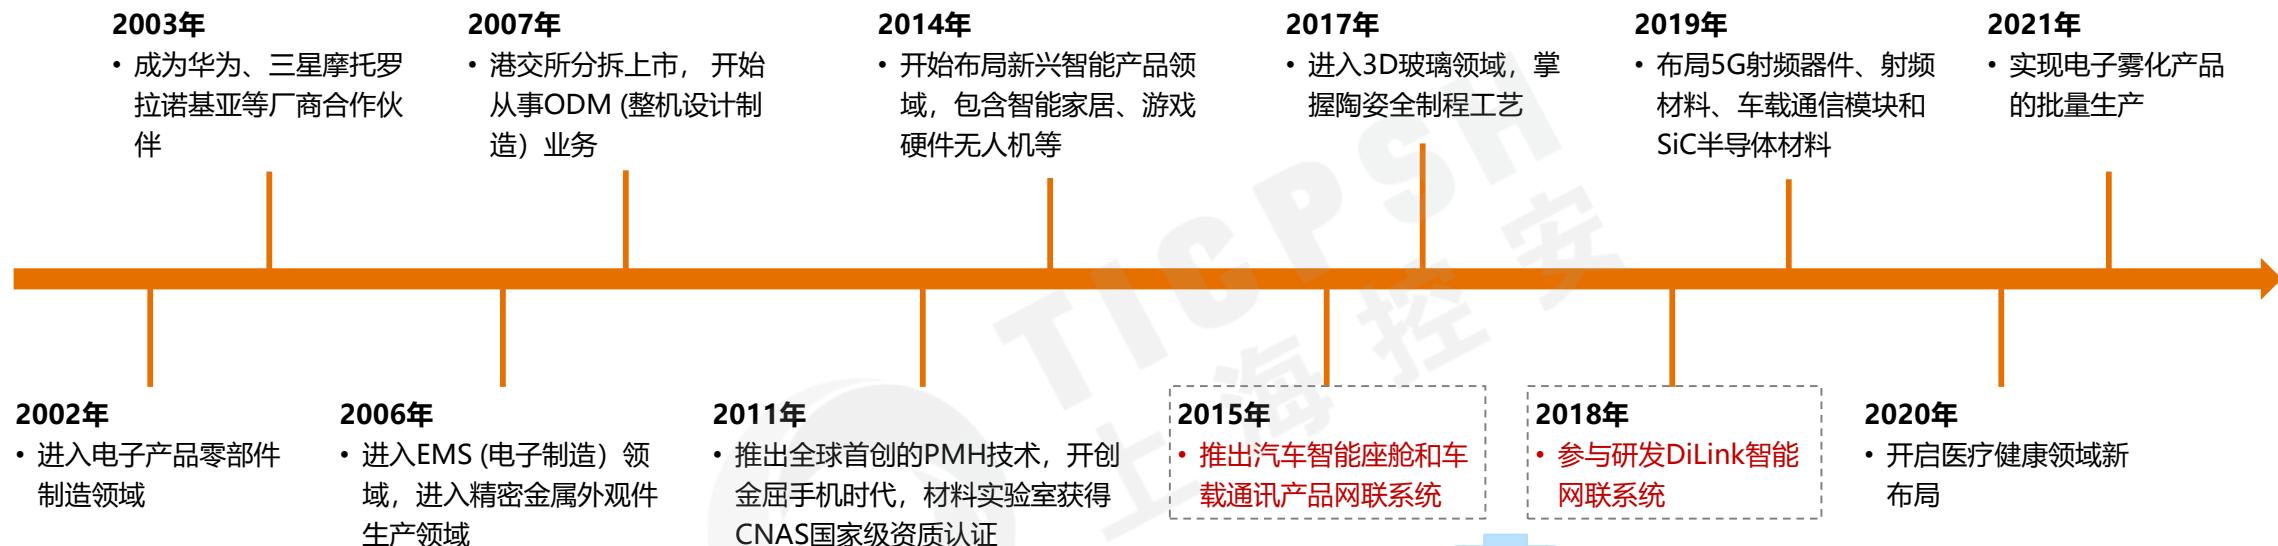 2003年
• 成为华为、三星摩托罗
拉诺基亚等厂商合作伙
伴
2007年
• 港交所分拆上市， 开始
从事ODM (整机设计制
造）业务
2014年
• 开始布局新兴智能产品领
域，包含智能家居、游戏
硬件无人机等
2017年
• 进入3D玻璃领域，掌
握陶姿全制程工艺
2019年
• 布局5G射频器件、射频
材料、车载通信模块和
SiC半导体材料
2021年
• 实现电子雾化产品
的批量生产
TICPSH
上海控安
2002年
• 进入电子产品零部件
制造领域
2006年
• 进入EMS (电子制造）领
域，进入精密金属外观件
生产领域
2011年
• 推出全球首创的PMH技术，开创
金屈手机时代，材料实验室获得
CNAS国家级资质认证
2015年
• 推出汽车智能座舱和车
载通讯产品网联系统
2018年
• 参与研发DiLink智能
网联系统
2020年
• 开启医疗健康领域新
布局